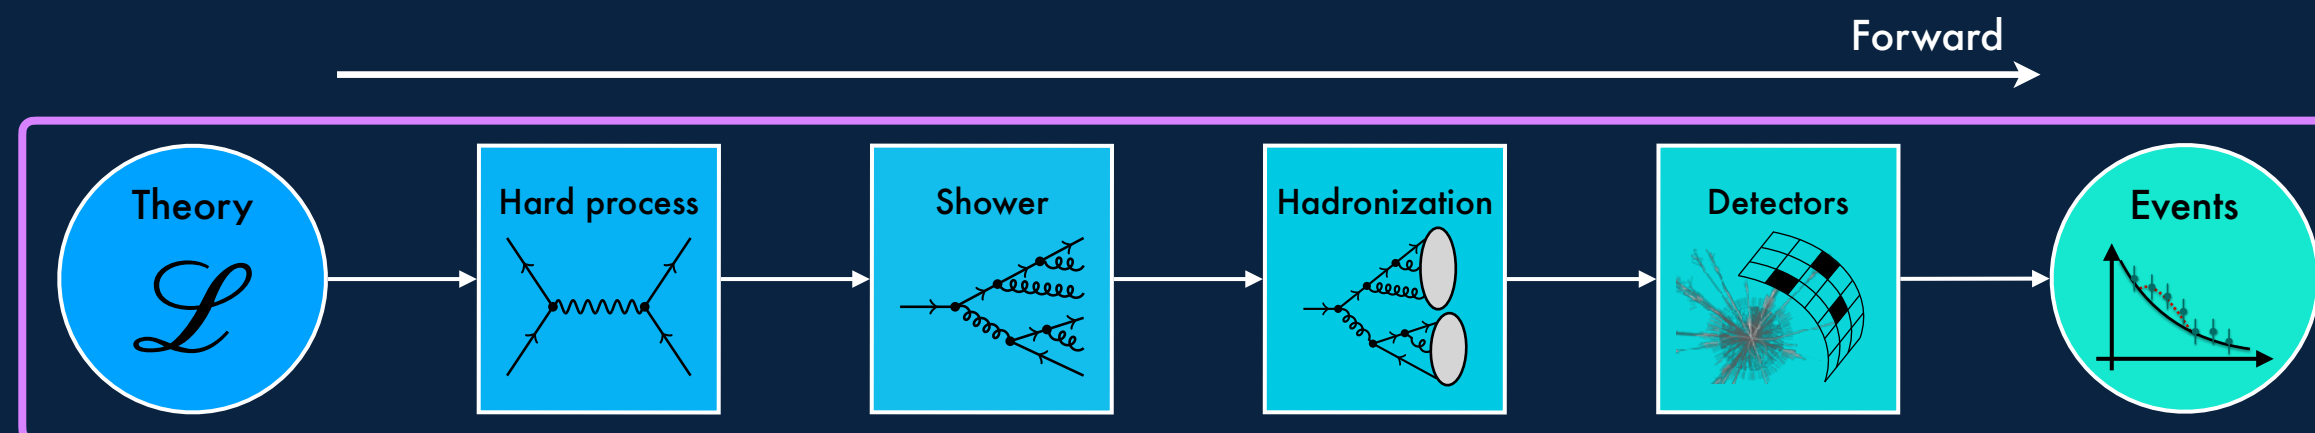 Forward
Theory
ℒ
Hard process
Shower
Hadronization
Detectors
Events